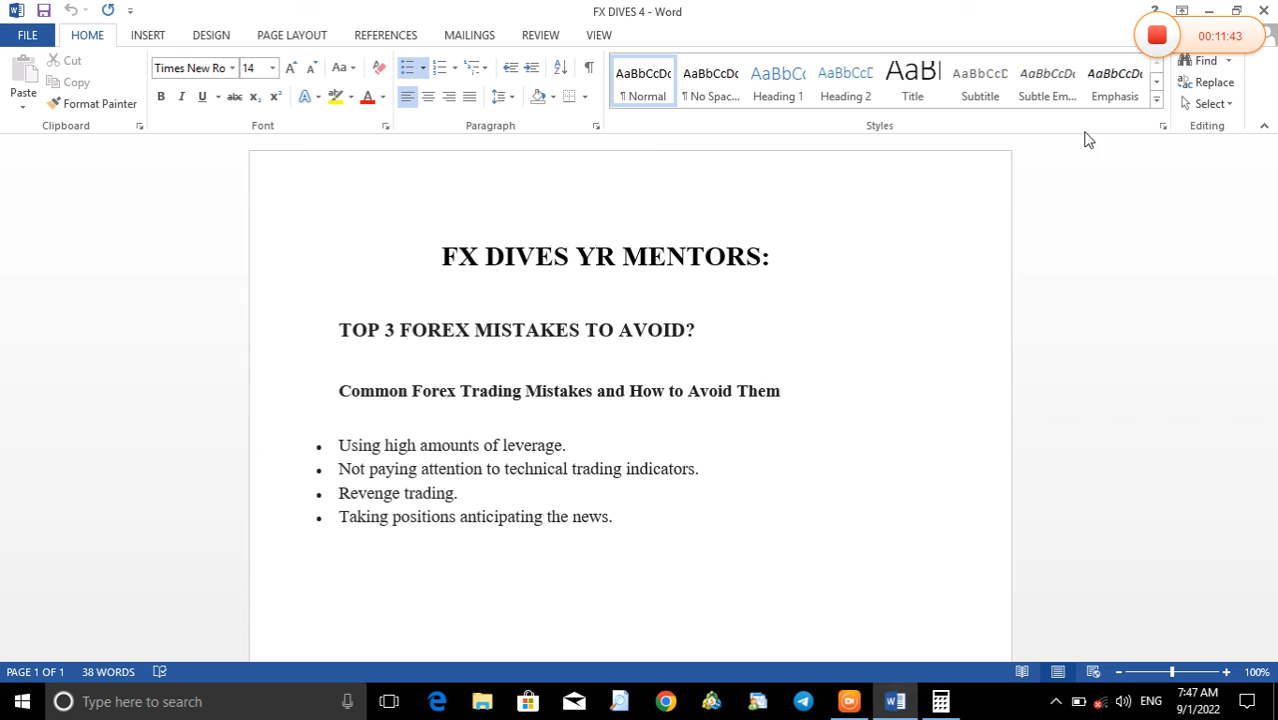 FX DIVES 4 - Word
?
00:11:43
FILE HOME INSERT DESIGN PAGE LAYOUT REFERENCES MAILINGS REVIEW VIEW
Paste
Cut
Copy
Format Painter
Clipboard
Times New Ro 14 Aa
B I U abc x₂ x² A A
Font
Paragraph
AaBbCcDc AaBbCcDc AaBbCc AaBbCcD AaBl AaBbCcD AaBbCcDc AaBbCcDc
¶ Normal ¶ No Spac... Heading 1 Heading 2 Title Subtitle Subtle Em... Emphasis
Styles
Find
Replace
Select
Editing
FX DIVES YR MENTORS:
TOP 3 FOREX MISTAKES TO AVOID?
Common Forex Trading Mistakes and How to Avoid Them
• Using high amounts of leverage.
• Not paying attention to technical trading indicators.
• Revenge trading.
• Taking positions anticipating the news.
PAGE 1 OF 1 38 WORDS 100%
Type here to search
ENG
7:47 AM
9/1/2022